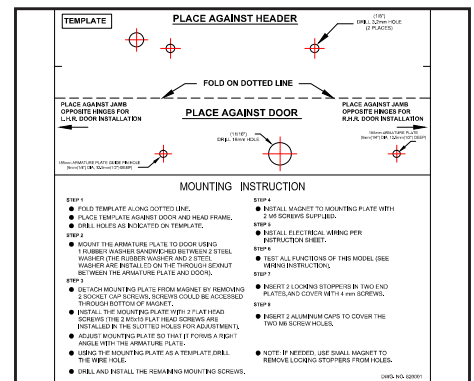 TEMPLATE
PLACE AGAINST HEADER
(1/8")
DRILL 3.2mm HOLE
(2 PLACES)
FOLD ON DOTTED LINE
PLACE AGAINST JAMB
OPPOSITE HINGES FOR
L.H.R. DOOR INSTALLATION
PLACE AGAINST JAMB
OPPOSITE HINGES FOR
R.H.R. DOOR INSTALLATION
PLACE AGAINST DOOR
DRILL 16mm HOLE
ARMATURE PLATE GUIDE PIN HOLE
ARMATURE PLATE
MOUNTING INSTRUCTION
STEP 1
● FOLD TEMPLATE ALONG DOTTED LINE.
● PLACE TEMPLATE AGAINST DOOR AND HEAD FRAME.
● DRILL HOLES AS INDICATED ON TEMPLATE.
STEP 2
● MOUNT THE ARMATURE PLATE TO DOOR USING
1 RUBBER WASHER SANDWICHED BETWEEN 2 STEEL
WASHER (THE RUBBER WASHER AND 2 STEEL
WASHER ARE INSTALLED ON THE THROUGH SEXNUT
BETWEEN THE ARMATURE PLATE AND DOOR).
STEP 3
● DETACH MOUNTING PLATE FROM MAGNET BY REMOVING
2 SOCKET CAP SCREWS, SCREWS COULD BE ACCESSED
THROUGH BOTTOM OF MAGNET.
● INSTALL THE MOUNTING PLATE WITH 2 FLAT HEAD
SCREWS (THE 2 M5x15 FLAT HEAD SCREWS ARE
INSTALLED IN THE SLOTTED HOLES FOR ADJUSTMENT).
● ADJUST MOUNTING PLATE SO THAT IT FORMS A RIGHT
ANGLE WITH THE ARMATURE PLATE.
● USING THE MOUNTING PLATE AS A TEMPLATE,DRILL
THE WIRE HOLE.
● DRILL AND INSTALL THE REMAINING MOUNTING SCREWS.
STEP 4
● INSTALL MAGNET TO MOUNTING PLATE WITH
2 M6 SCREWS SUPPLIED.
STEP 5
● INSTALL ELECTRICAL WIRING PER
INSTRUCTION SHEET.
STEP 6
● TEST ALL FUNCTIONS OF THIS MODEL (SEE
WIRING INSTRUCTION).
STEP 7
● INSERT 2 LOCKING STOPPERS IN TWO END
PLATES,AND COVER WITH 4 mm SCREWS.
STEP 8
● INSERT 2 ALUMINUM CAPS TO COVER THE
TWO M6 SCREW HOLES.
● NOTE: IF NEEDED, USE SMALL MAGNET TO
REMOVE LOCKING STOPPERS FROM HOLES.
DWG. NO. 820001